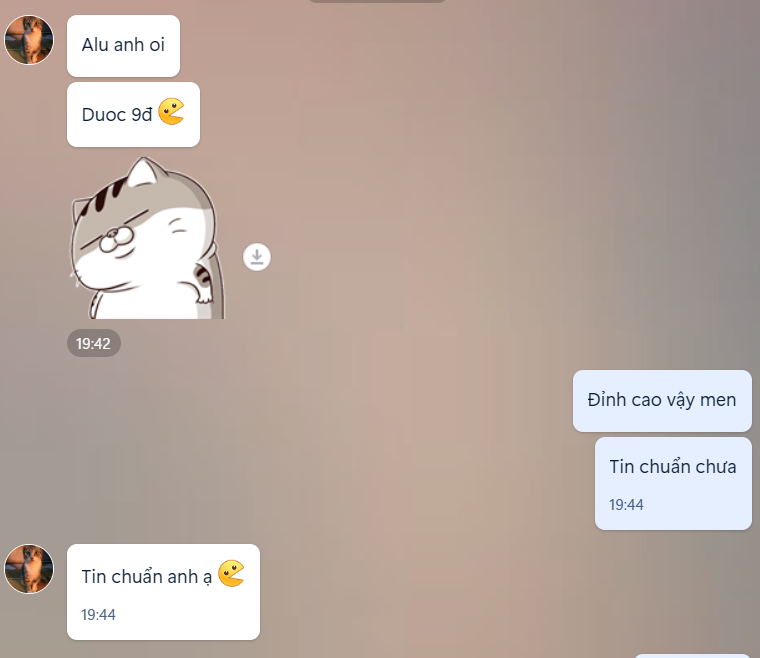 Alu anh oi
Duoc 9đ
19:42
Đỉnh cao vậy men
Tin chuẩn chưa
19:44
Tin chuẩn anh ạ
19:44